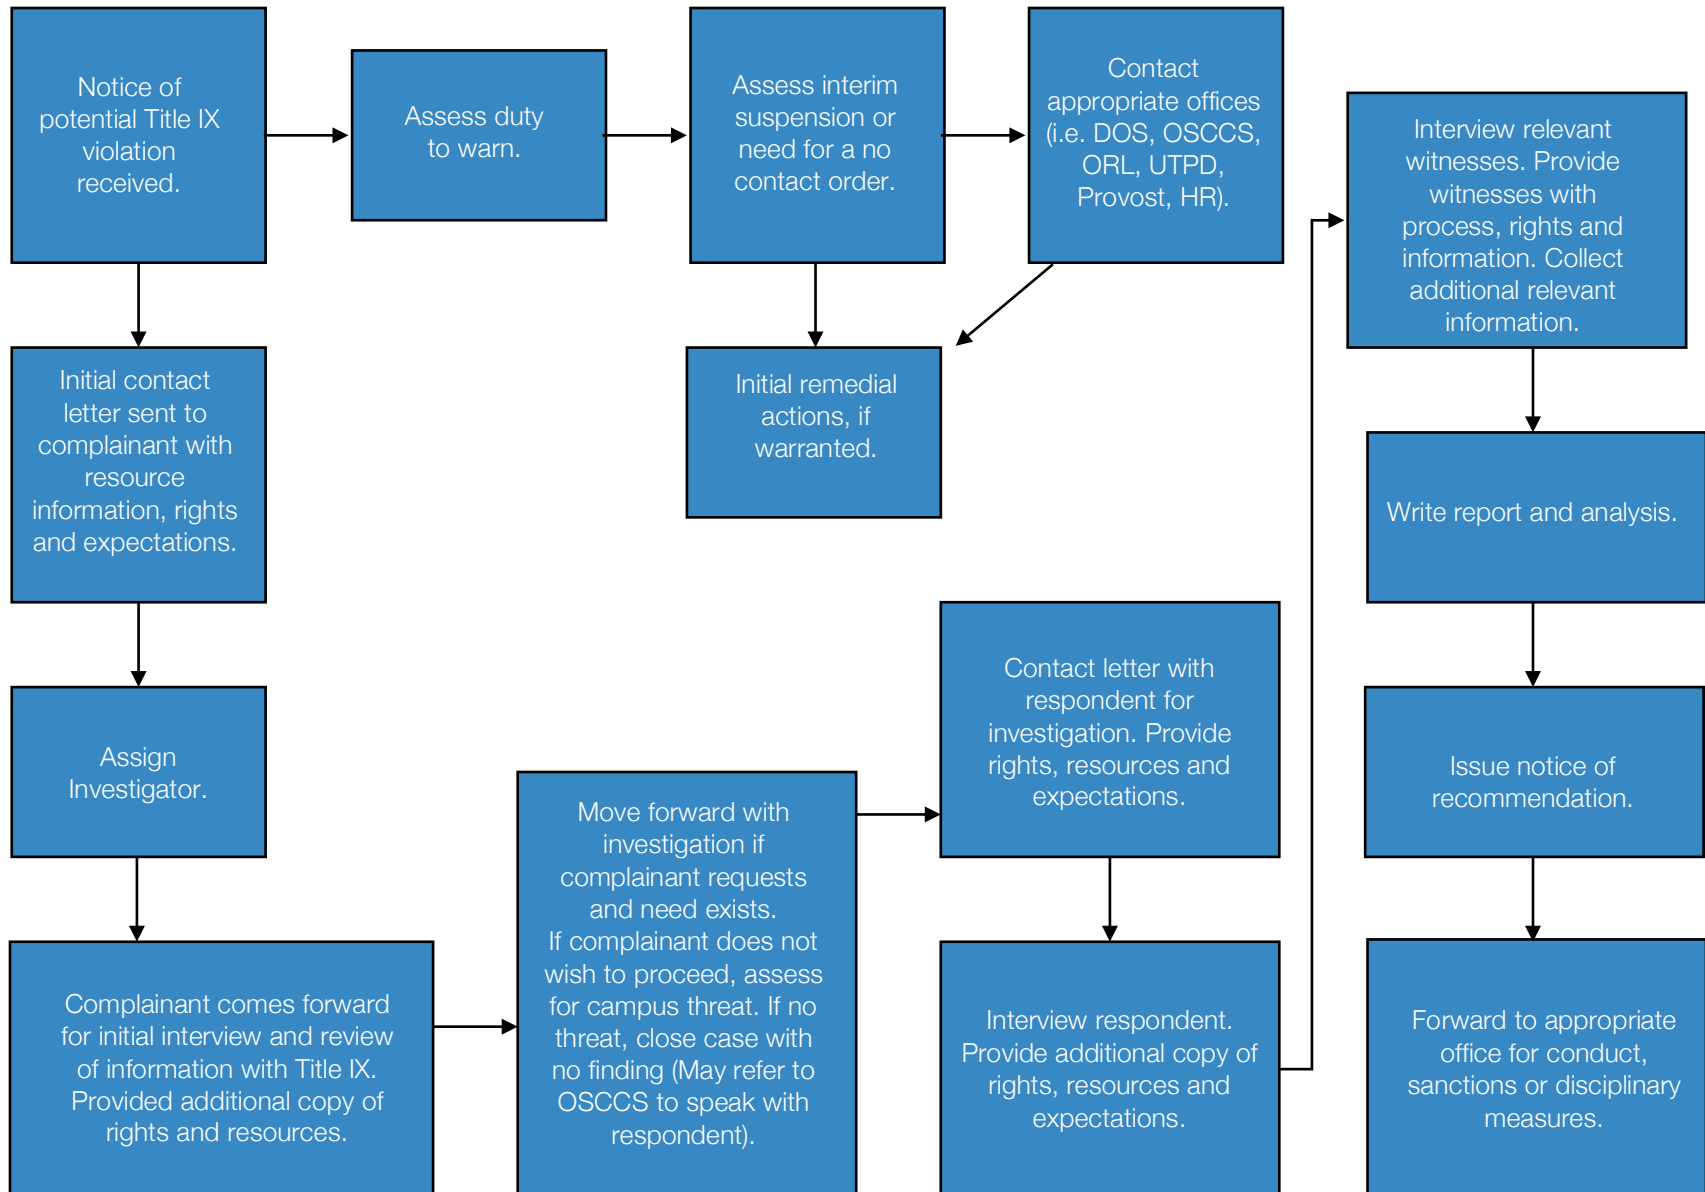 Notice of
potential Title IX
violation
received.
Assess duty
to warn.
Assess interim
suspension or
need for a no
contact order.
Contact
appropriate offices
(i.e. DOS, OSCCS,
ORL, UTPD,
Provost, HR).
Initial remedial
actions, if
warranted.
Initial contact
letter sent to
complainant with
resource
information, rights
and expectations.
Assign
Investigator.
Complainant comes forward
for initial interview and review
of information with Title IX.
Provided additional copy of
rights and resources.
Move forward with
investigation if
complainant requests
and need exists.
If complainant does not
wish to proceed, assess
for campus threat. If no
threat, close case with
no finding (May refer to
OSCCS to speak with
respondent).
Contact letter with
respondent for
investigation. Provide
rights, resources and
expectations.
Interview respondent.
Provide additional copy of
rights, resources and
expectations.
Interview relevant
witnesses. Provide
witnesses with
process, rights and
information. Collect
additional relevant
information.
Write report and analysis.
Issue notice of
recommendation.
Forward to appropriate
office for conduct,
sanctions or disciplinary
measures.